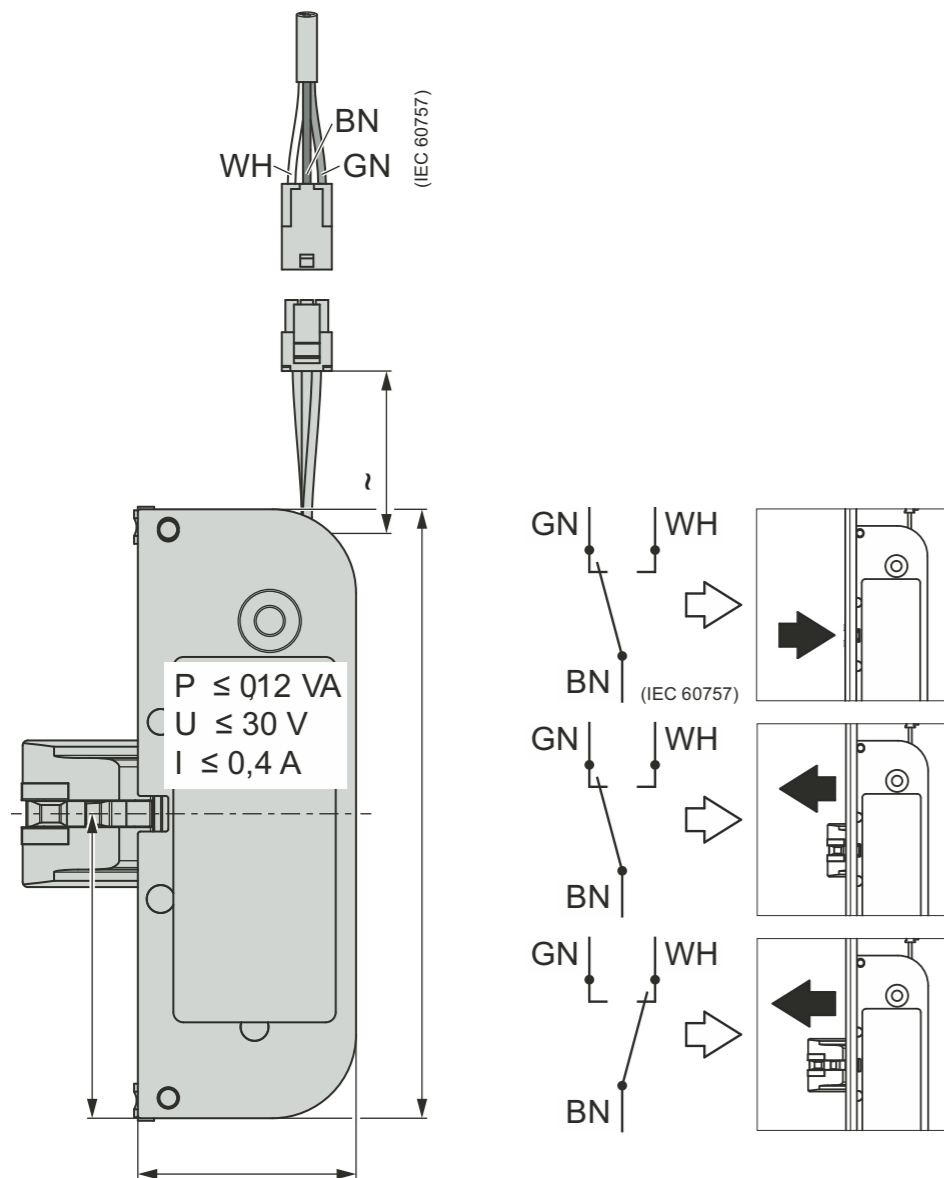 BN
WH GN
(IEC 60757)
~
P ≤ 0,12 VA
U ≤ 30 V
I ≤ 0,4 A
GN WH
BN
(IEC 60757)
GN WH
BN
GN WH
BN